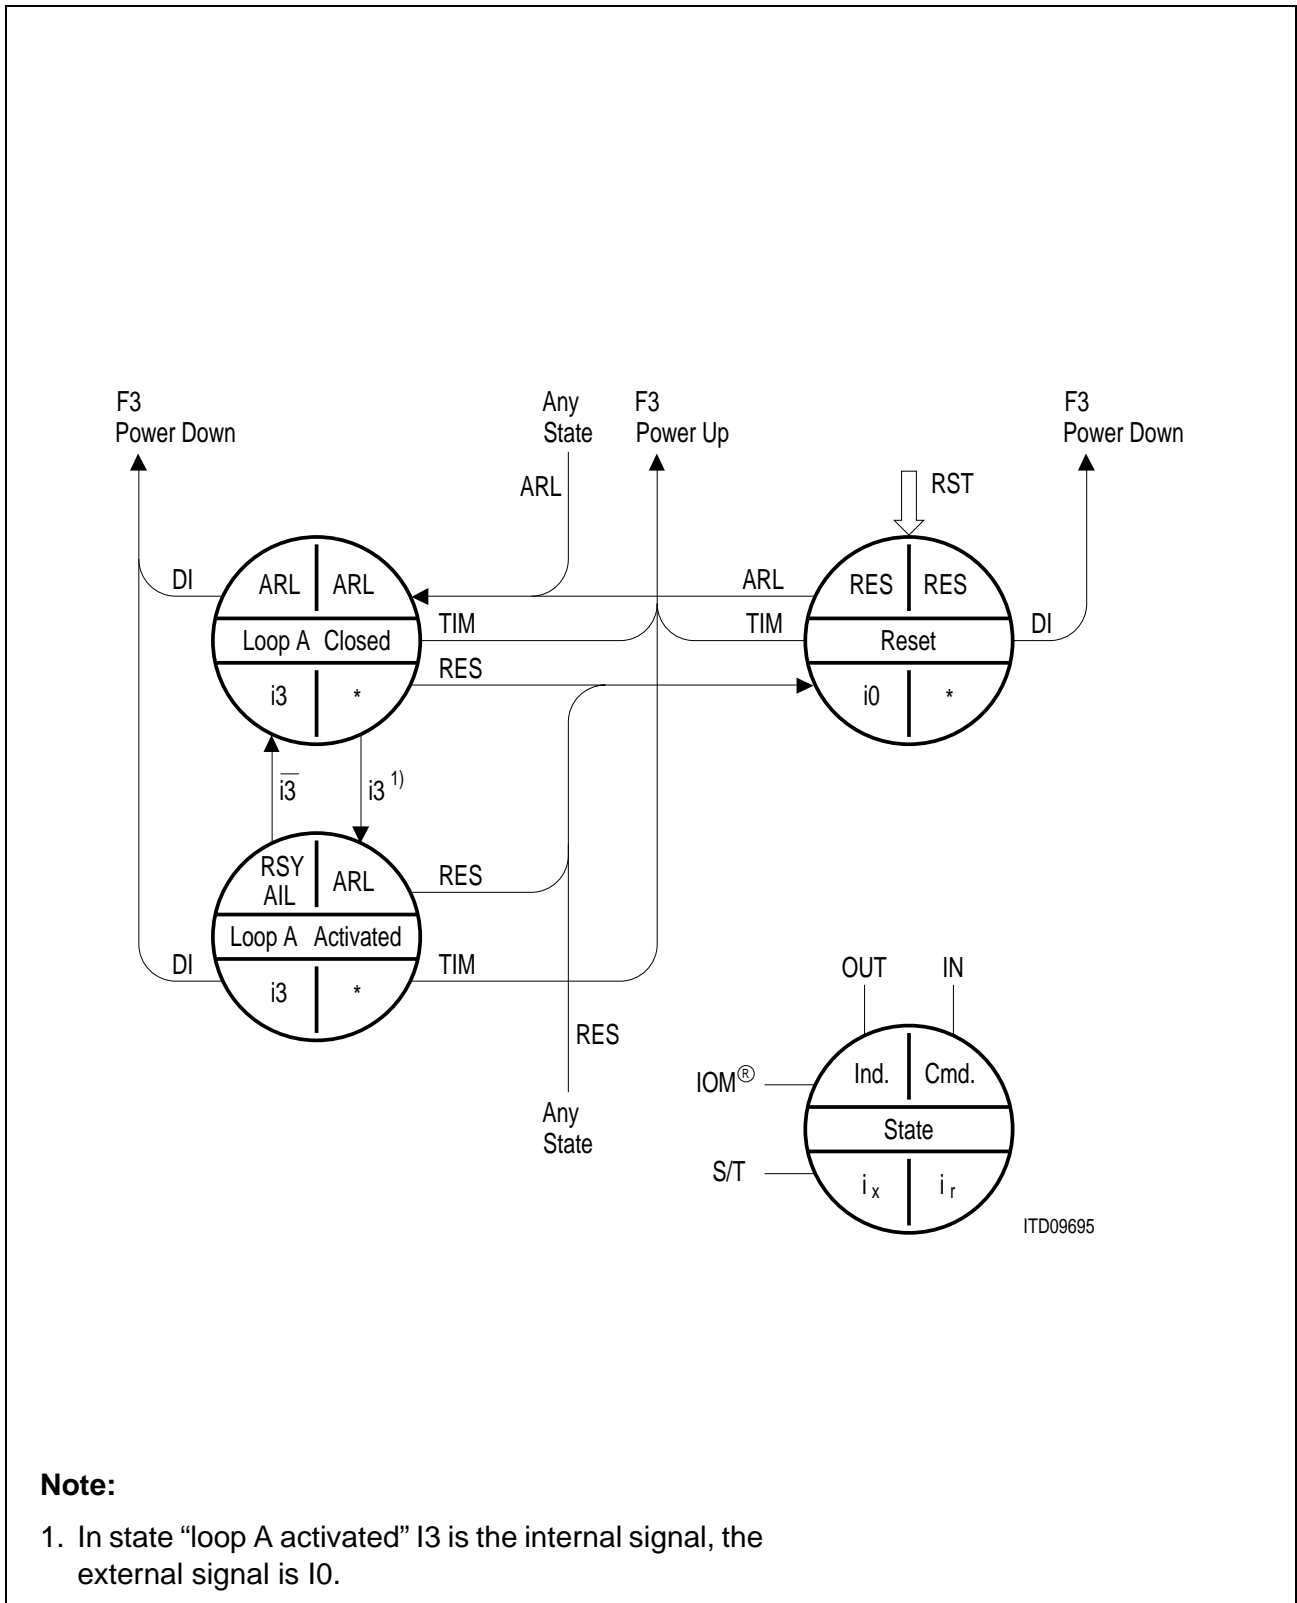 F3
Power Down
Any
State
F3
Power Up
F3
Power Down
ARL
RST
DI
ARL
ARL
ARL
RES
RES
TIM
TIM
DI
Loop A Closed
Reset
RES
i3
*
i0
*
i3̅
i3 1)
RSY
AIL
ARL
RES
Loop A Activated
DI
TIM
i3
*
OUT
IN
RES
IOM®
Ind.
Cmd.
Any
State
State
S/T
i x
i r
ITD09695
Note:
1. In state “loop A activated” I3 is the internal signal, the
external signal is I0.